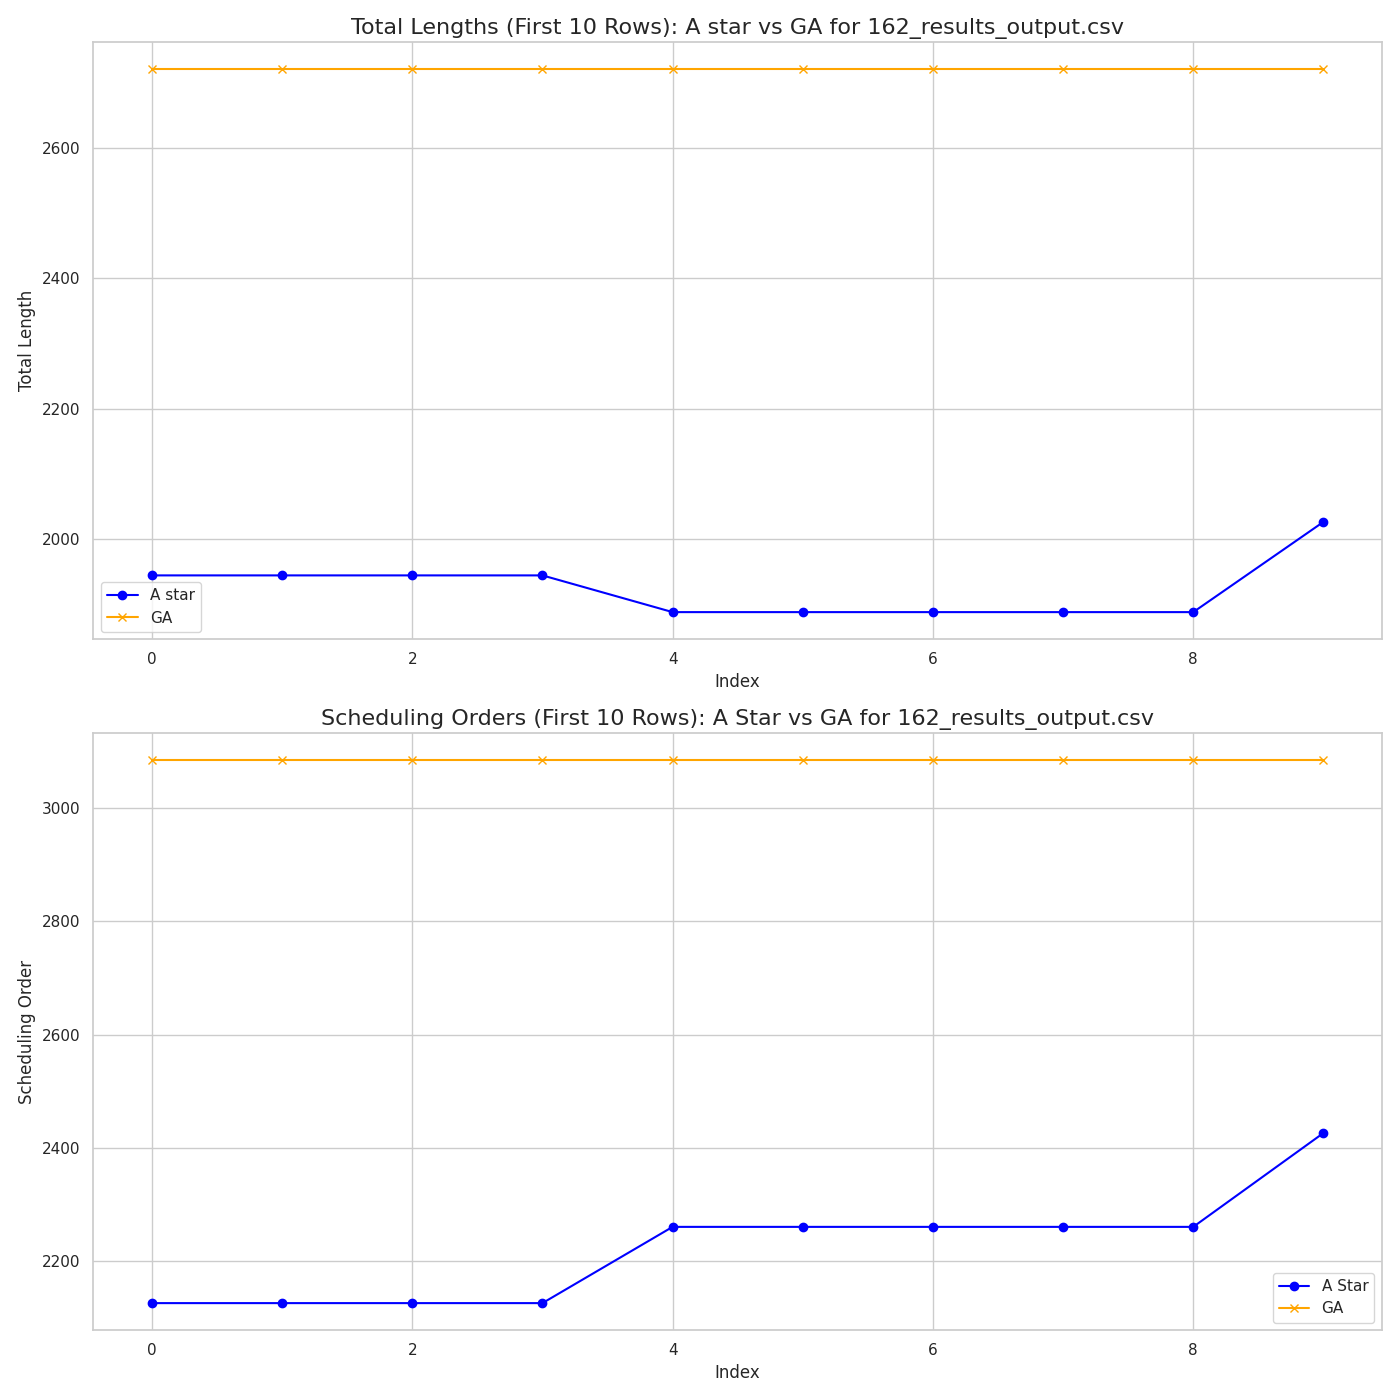 Total Lengths (First 10 Rows): A star vs GA for 162_results_output.csv
2600
2400
2200
2000
Total Length
A star
GA
0 2 4 6 8
Index
Scheduling Orders (First 10 Rows): A Star vs GA for 162_results_output.csv
3000
2800
2600
2400
2200
Scheduling Order
A Star
GA
0 2 4 6 8
Index